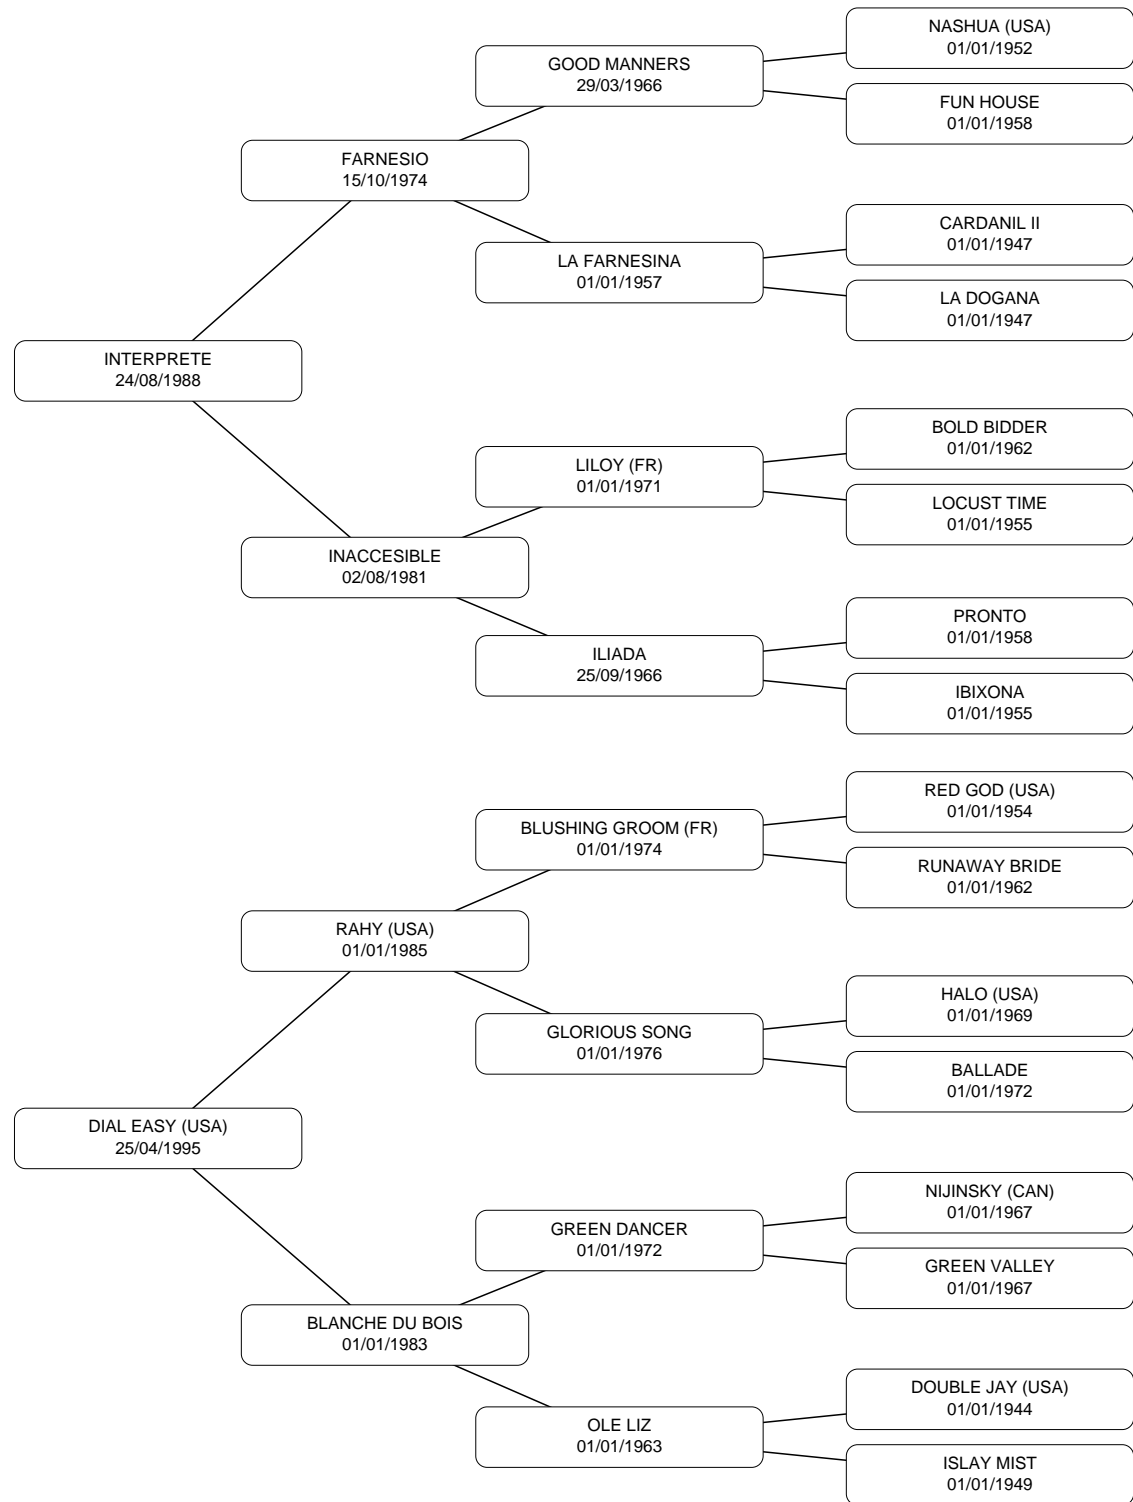 NASHUA (USA)
01/01/1952
GOOD MANNERS
29/03/1966
FUN HOUSE
01/01/1958
FARNESIO
15/10/1974
CARDANIL II
01/01/1947
LA FARNESINA
01/01/1957
LA DOGANA
01/01/1947
INTERPRETE
24/08/1988
BOLD BIDDER
01/01/1962
LILOY (FR)
01/01/1971
LOCUST TIME
01/01/1955
INACCESIBLE
02/08/1981
PRONTO
01/01/1958
ILIADA
25/09/1966
IBIXONA
01/01/1955
RED GOD (USA)
01/01/1954
BLUSHING GROOM (FR)
01/01/1974
RUNAWAY BRIDE
01/01/1962
RAHY (USA)
01/01/1985
HALO (USA)
01/01/1969
GLORIOUS SONG
01/01/1976
BALLADE
01/01/1972
DIAL EASY (USA)
25/04/1995
NIJINSKY (CAN)
01/01/1967
GREEN DANCER
01/01/1972
GREEN VALLEY
01/01/1967
BLANCHE DU BOIS
01/01/1983
DOUBLE JAY (USA)
01/01/1944
OLE LIZ
01/01/1963
ISLAY MIST
01/01/1949